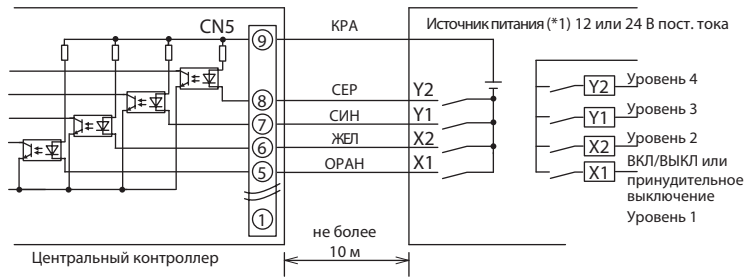 CN5
КРА
Источник питания (*1) 12 или 24 В пост. тока
9
8
СЕР
Y2
7
СИН
Y1
6
ЖЕЛ
X2
5
ОРАН
X1
1
Y2
Уровень 4
Y1
Уровень 3
X2
Уровень 2
X1
ВКЛ/ВЫКЛ или
принудительное
выключение
Уровень 1
Центральный контроллер
не более
10 м